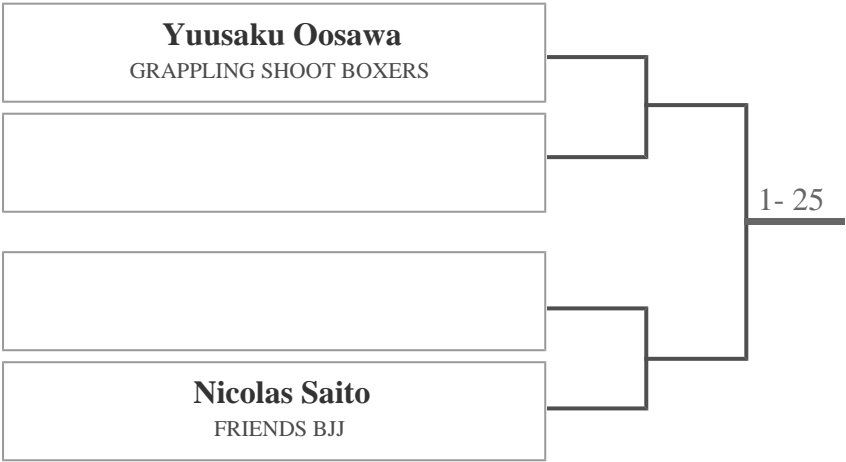 Yuusaku Oosawa
GRAPPLING SHOOT BOXERS
1- 25
Nicolas Saito
FRIENDS BJJ